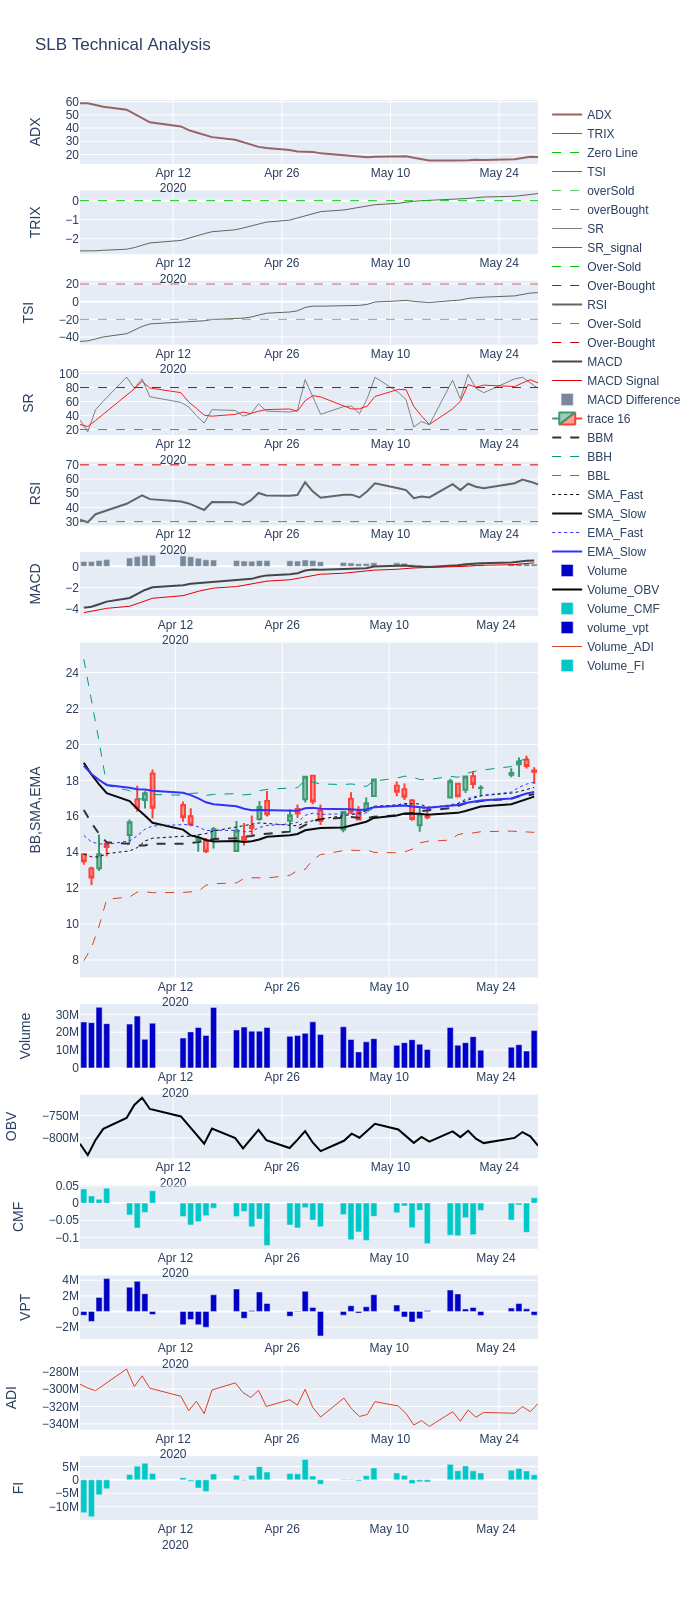 SLB Technical Analysis
ADX
60
50
40
30
20
Apr 12
2020
Apr 26
May 10
May 24
TRIX
0
−1
−2
Apr 12
2020
Apr 26
May 10
May 24
TSI
20
0
−20
−40
Apr 12
2020
Apr 26
May 10
May 24
SR
100
80
60
40
20
Apr 12
2020
Apr 26
May 10
May 24
RSI
70
60
50
40
30
Apr 12
2020
Apr 26
May 10
May 24
MACD
0
−2
−4
Apr 12
2020
Apr 26
May 10
May 24
BB,SMA,EMA
24
22
20
18
16
14
12
10
8
Apr 12
2020
Apr 26
May 10
May 24
Volume
30M
20M
10M
0
Apr 12
2020
Apr 26
May 10
May 24
OBV
−750M
−800M
Apr 12
2020
Apr 26
May 10
May 24
CMF
0.05
0
−0.05
−0.1
Apr 12
2020
Apr 26
May 10
May 24
VPT
4M
2M
0
−2M
Apr 12
2020
Apr 26
May 10
May 24
ADI
−280M
−300M
−320M
−340M
Apr 12
2020
Apr 26
May 10
May 24
FI
5M
0
−5M
−10M
Apr 12
2020
Apr 26
May 10
May 24
ADX
TRIX
Zero Line
TSI
overSold
overBought
SR
SR_signal
Over-Sold
Over-Bought
RSI
Over-Sold
Over-Bought
MACD
MACD Signal
MACD Difference
trace 16
BBM
BBH
BBL
SMA_Fast
SMA_Slow
EMA_Fast
EMA_Slow
Volume
Volume_OBV
Volume_CMF
volume_vpt
Volume_ADI
Volume_FI